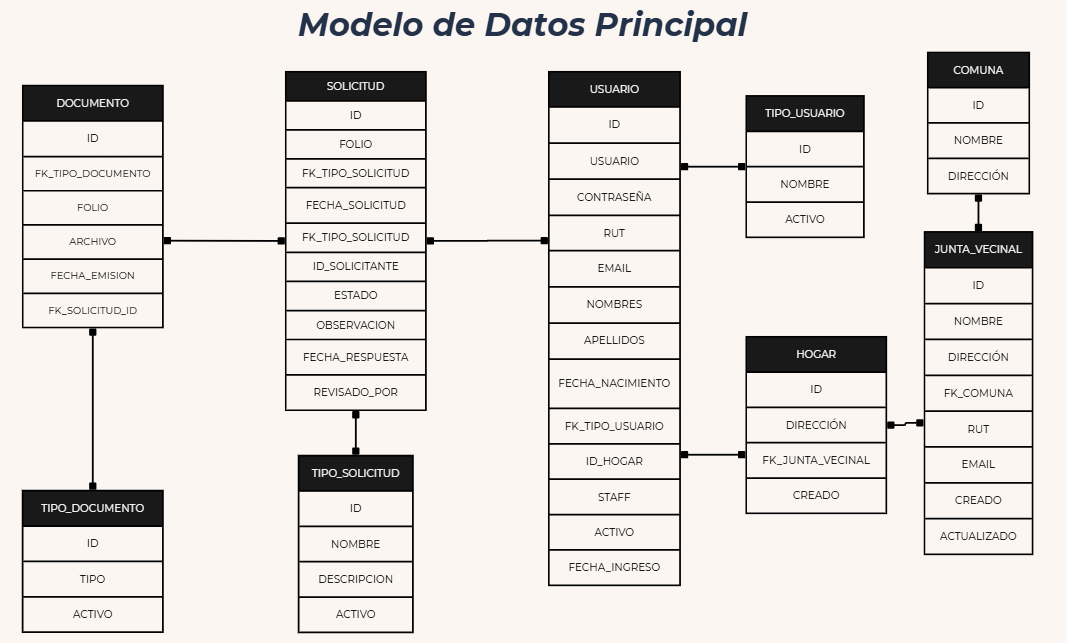 Modelo de Datos Principal
DOCUMENTO
ID
FK_TIPO_DOCUMENTO
FOLIO
ARCHIVO
FECHA_EMISION
FK_SOLICITUD_ID
TIPO_DOCUMENTO
ID
TIPO
ACTIVO
SOLICITUD
ID
FOLIO
FK_TIPO_SOLICITUD
FECHA_SOLICITUD
FK_TIPO_SOLICITUD
ID_SOLICITANTE
ESTADO
OBSERVACION
FECHA_RESPUESTA
REVISADO_POR
TIPO_SOLICITUD
ID
NOMBRE
DESCRIPCION
ACTIVO
USUARIO
ID
USUARIO
CONTRASEÑA
RUT
EMAIL
NOMBRES
APELLIDOS
FECHA_NACIMIENTO
FK_TIPO_USUARIO
ID_HOGAR
STAFF
ACTIVO
FECHA_INGRESO
TIPO_USUARIO
ID
NOMBRE
ACTIVO
HOGAR
ID
DIRECCIÓN
FK_JUNTA_VECINAL
CREADO
COMUNA
ID
NOMBRE
DIRECCIÓN
JUNTA_VECINAL
ID
NOMBRE
DIRECCIÓN
FK_COMUNA
RUT
EMAIL
CREADO
ACTUALIZADO